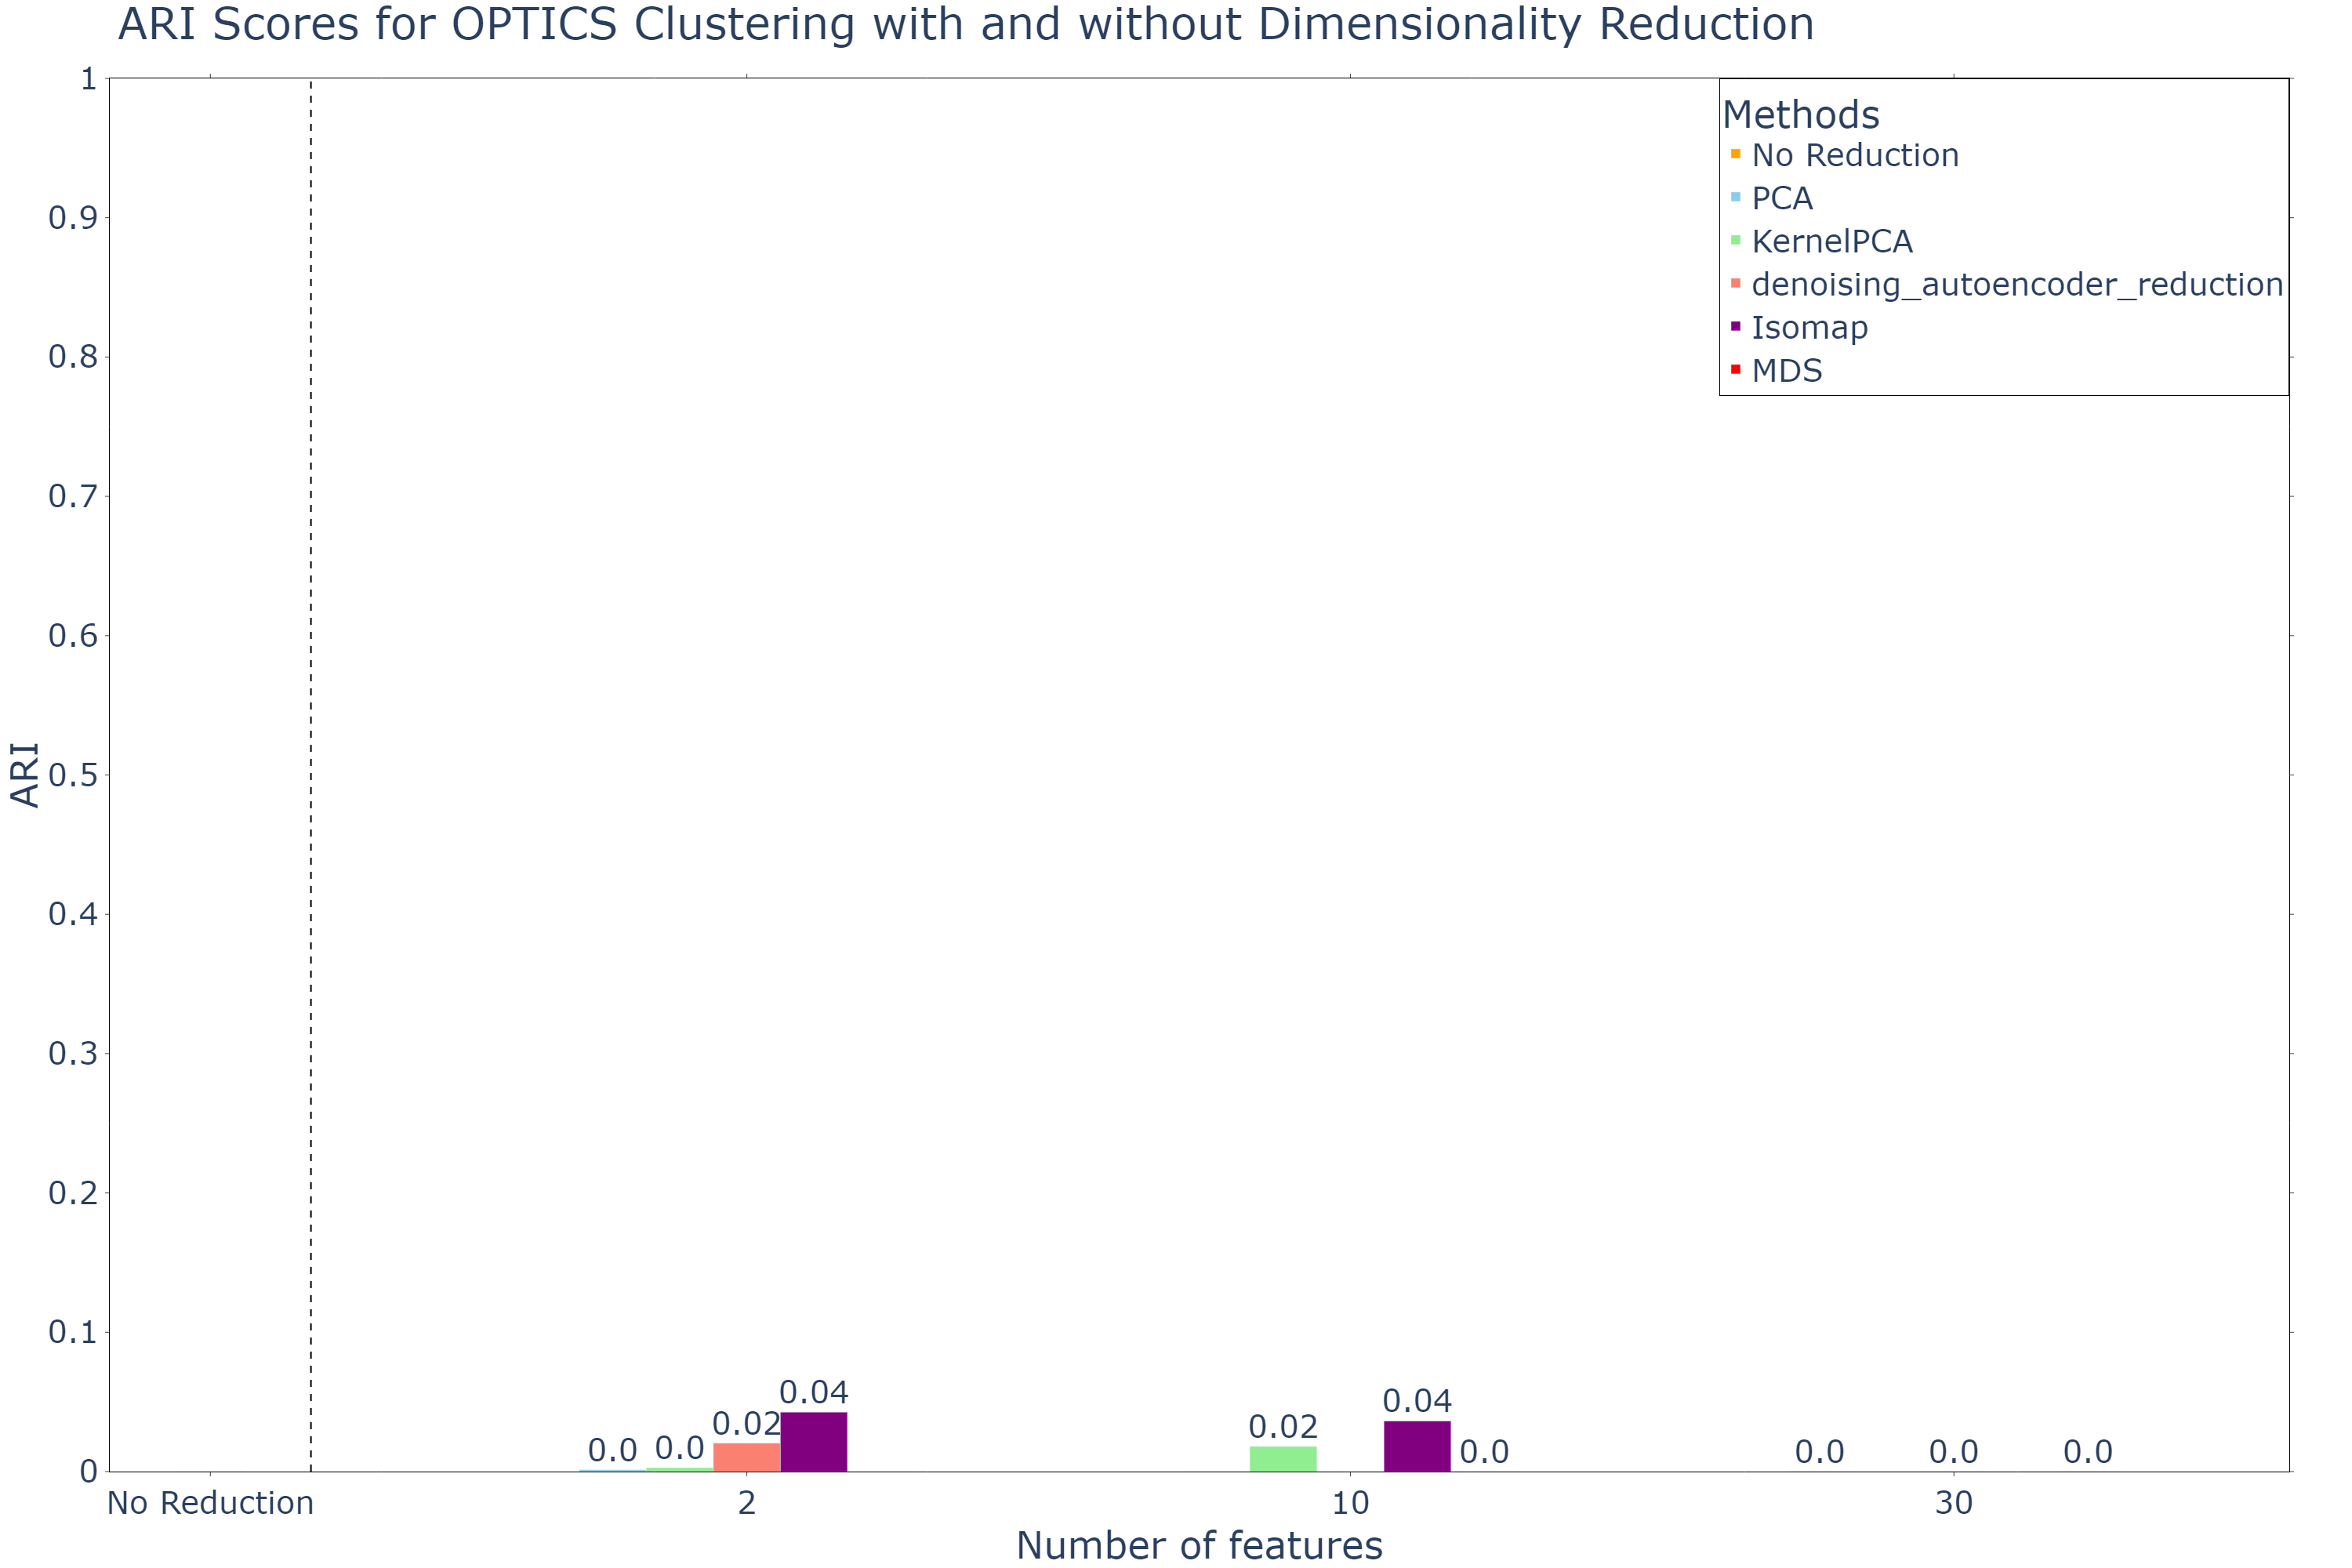 ARI Scores for OPTICS Clustering with and without Dimensionality Reduction
Methods
No Reduction
PCA
KernelPCA
denoising_autoencoder_reduction
Isomap
MDS
ARI
1
0.9
0.8
0.7
0.6
0.5
0.4
0.3
0.2
0.1
0
0.0 0.0 0.02 0.04 0.02 0.04 0.0 0.0 0.0 0.0
No Reduction 2 10 30
Number of features